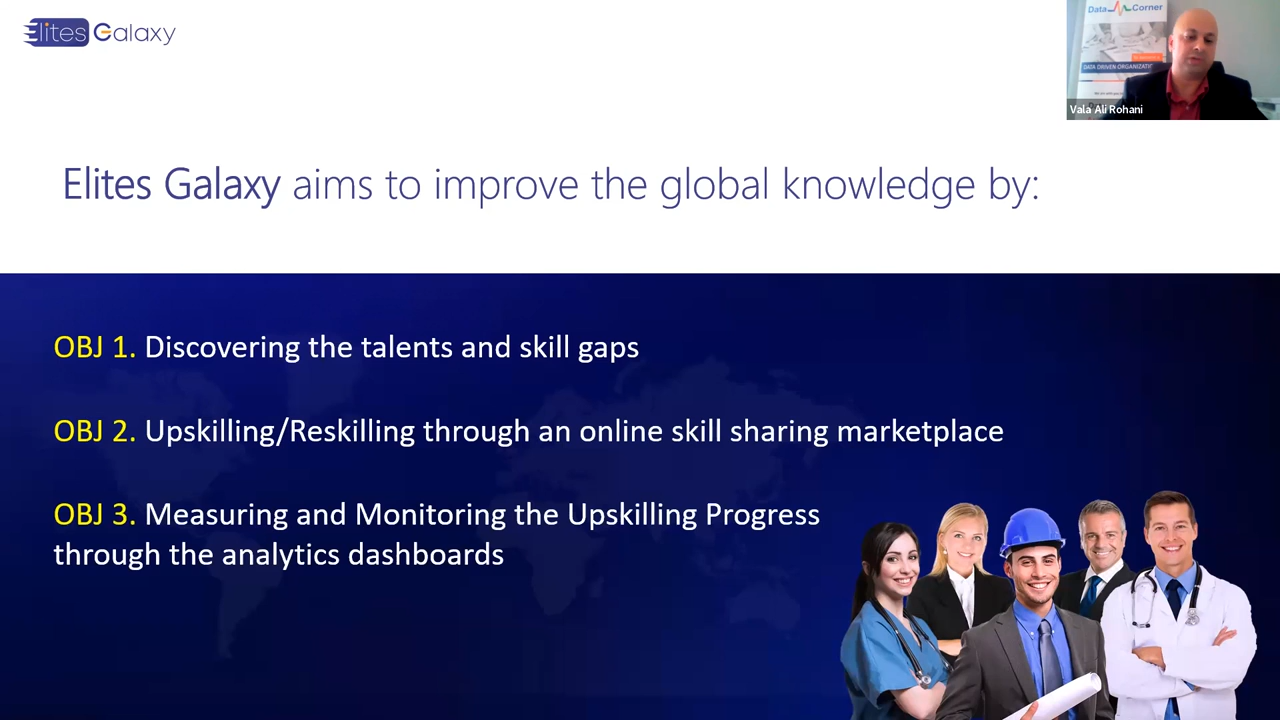 Elites Galaxy
Data Corner
DATA DRIVEN ORGANIZATI
Vala Ali Rohani
Elites Galaxy aims to improve the global knowledge by:
OBJ 1. Discovering the talents and skill gaps
OBJ 2. Upskilling/Reskilling through an online skill sharing marketplace
OBJ 3. Measuring and Monitoring the Upskilling Progress
through the analytics dashboards